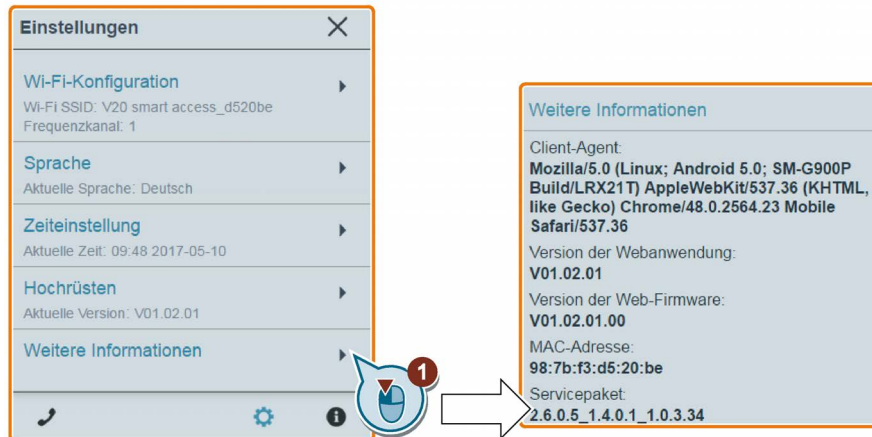 Einstellungen
Wi-Fi-Konfiguration
Wi-Fi SSID: V20 smart access_d520be
Frequenzkanal: 1
Sprache
Aktuelle Sprache: Deutsch
Zeiteinstellung
Aktuelle Zeit: 09:48 2017-05-10
Hochrüsten
Aktuelle Version: V01.02.01
Weitere Informationen
1
Weitere Informationen
Client-Agent:
Mozilla/5.0 (Linux; Android 5.0; SM-G900P
Build/LRX21T) AppleWebKit/537.36 (KHTML,
like Gecko) Chrome/48.0.2564.23 Mobile
Safari/537.36
Version der Webanwendung:
V01.02.01
Version der Web-Firmware:
V01.02.01.00
MAC-Adresse:
98:7b:f3:d5:20:be
Servicepaket:
2.6.0.5_1.4.0.1_1.0.3.34